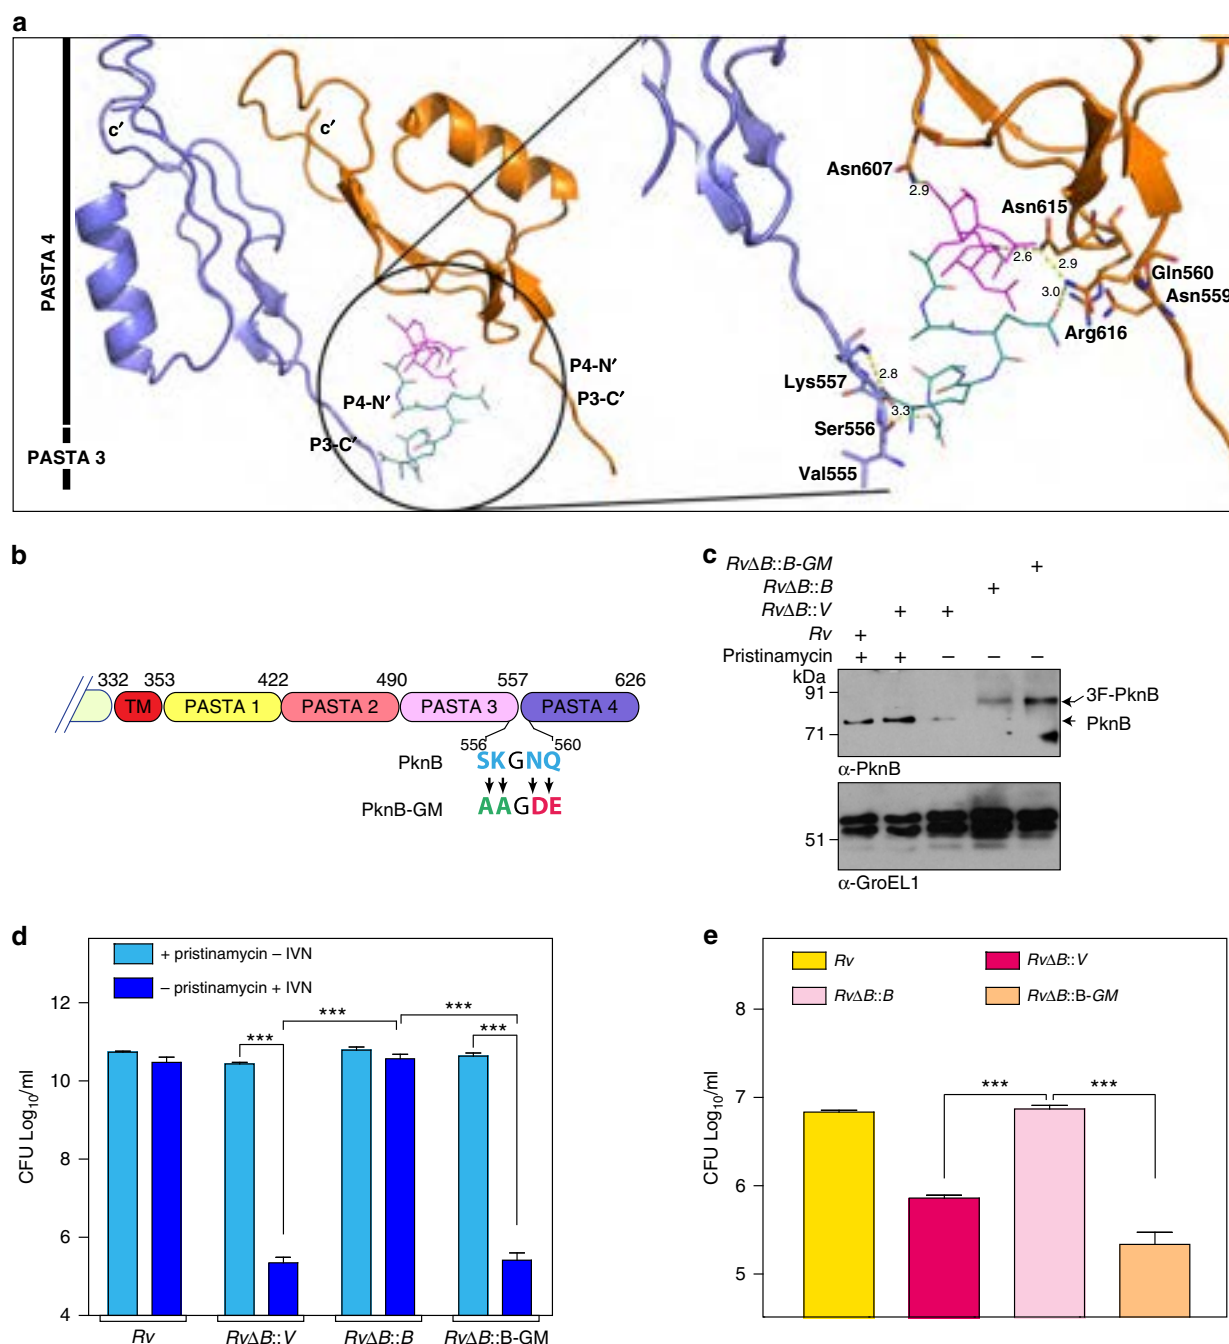 a
PASTA 4
PASTA 3
c′
c′
P4-N′
P3-C′
P4-N′
P3-C′
Asn607
2.9
Asn615
2.6
2.9
3.0
Gln560
Asn559
Arg616
Lys557
2.8
3.3
Ser556
Val555
b
332 353 422 490 557 626
TM PASTA 1 PASTA 2 PASTA 3 PASTA 4
556 560
PknB SKGNQ
PknB-GM AAGDE
c
RvΔB::B-GM +
RvΔB::B +
RvΔB::V + +
Rv +
Pristinamycin + + − − −
kDa
91
71
3F-PknB
PknB
α-PknB
51
α-GroEL1
d
+ pristinamycin – IVN
– pristinamycin + IVN
CFU Log10/ml
12
10
8
6
4
*** *** *** ***
Rv RvΔB::V RvΔB::B RvΔB::B-GM
e
Rv RvΔB::V
RvΔB::B RvΔB::B-GM
CFU Log10/ml
8
7
6
5
*** ***